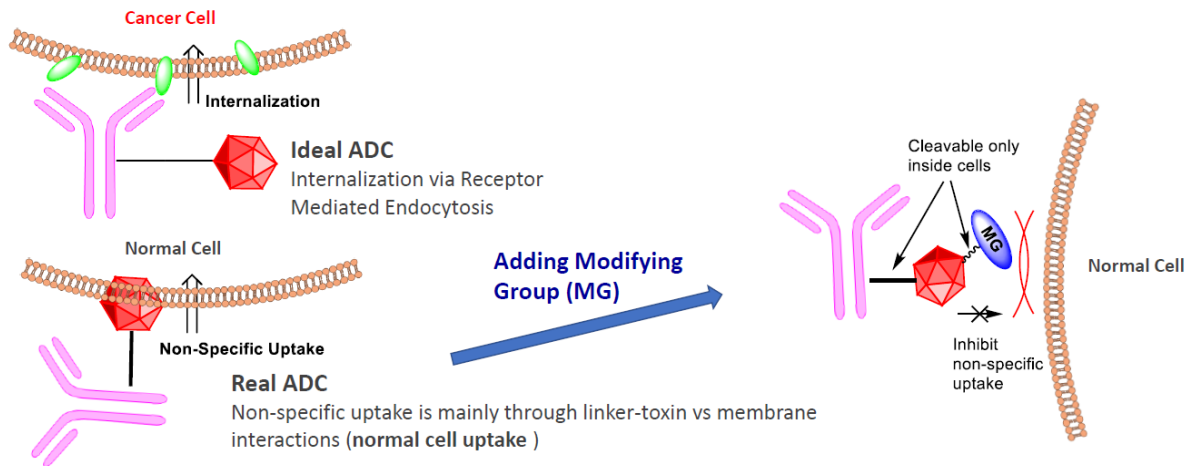 Cancer Cell
Internalization
Ideal ADC
Internalization via Receptor
Mediated Endocytosis
Normal Cell
Non-Specific Uptake
Real ADC
Non-specific uptake is mainly through linker-toxin vs membrane
interactions (normal cell uptake )
Adding Modifying
Group (MG)
Cleavable only
inside cells
MG
Normal Cell
Inhibit
non-specific
uptake